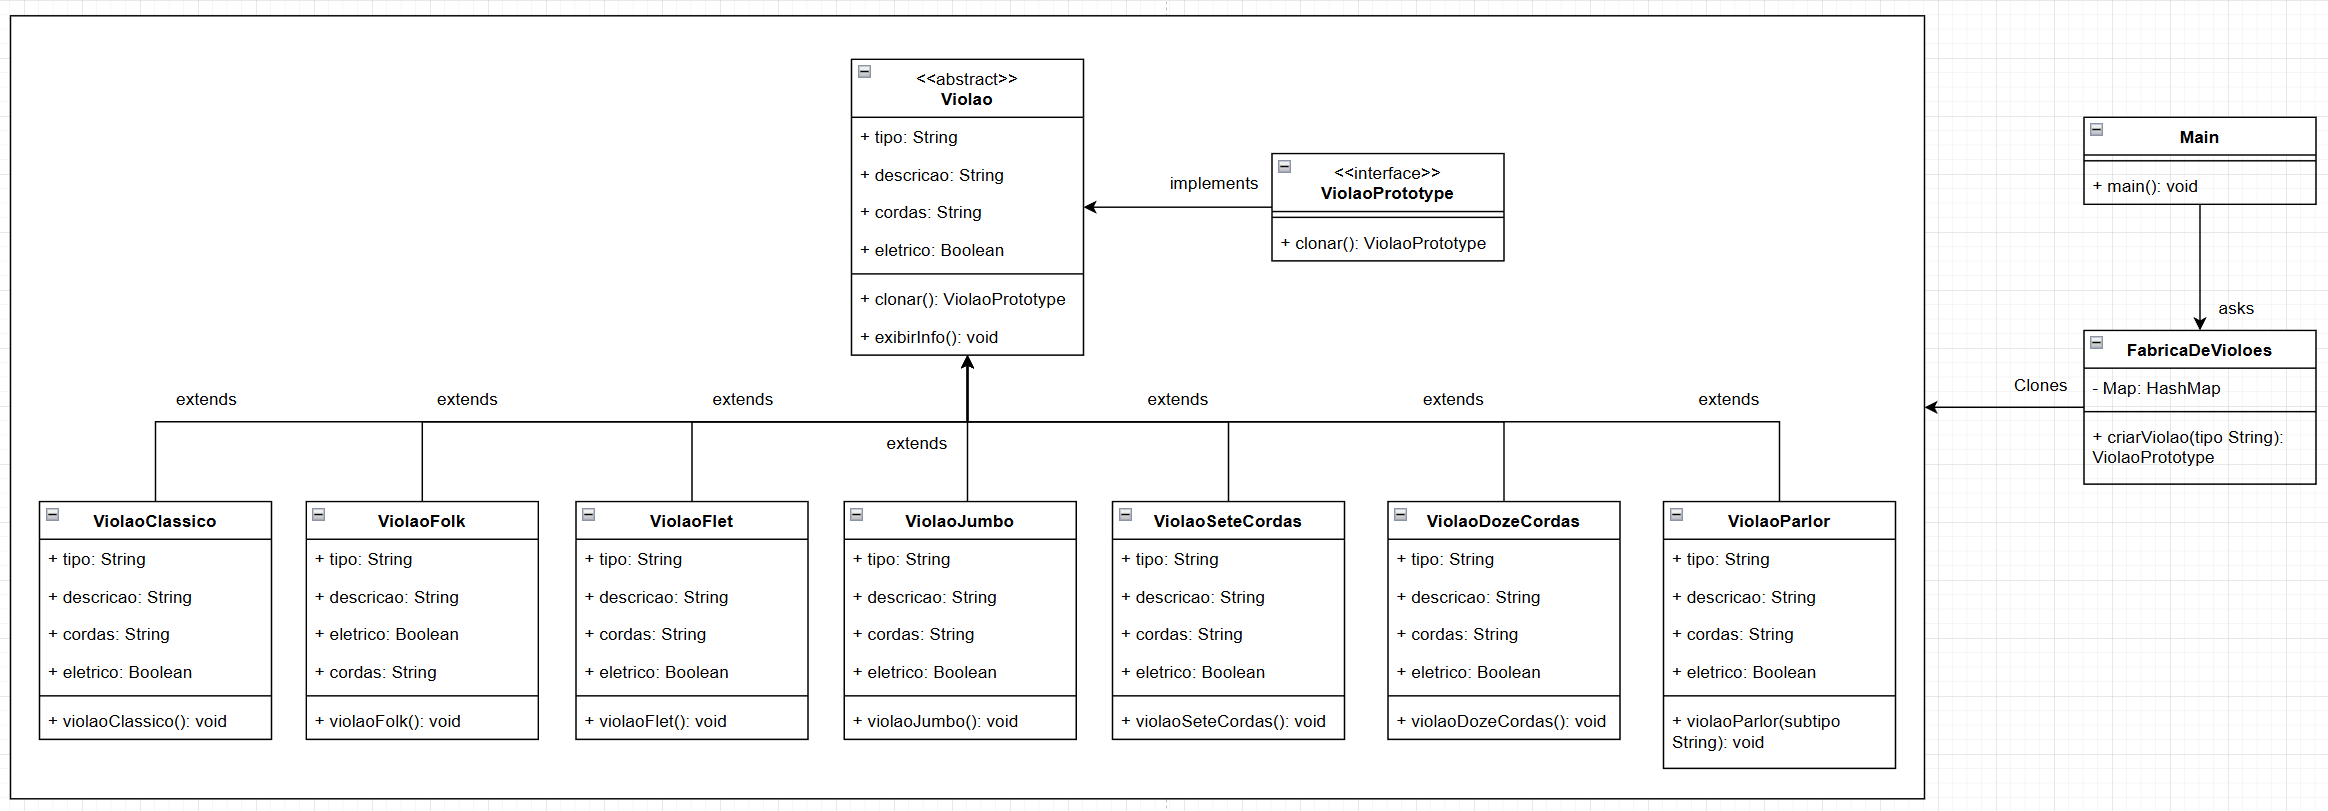 <<abstract>>
Violao
+ tipo: String
+ descricao: String
+ cordas: String
+ eletrico: Boolean
+ clonar(): ViolaoPrototype
+ exibirInfo(): void
implements
<<interface>>
ViolaoPrototype
+ clonar(): ViolaoPrototype
Main
+ main(): void
asks
FabricaDeVioloes
- Map: HashMap
+ criarViolao(tipo String):
ViolaoPrototype
Clones
extends
extends
extends
extends
extends
extends
extends
ViolaoClassico
+ tipo: String
+ descricao: String
+ cordas: String
+ eletrico: Boolean
+ violaoClassico(): void
ViolaoFolk
+ tipo: String
+ descricao: String
+ eletrico: Boolean
+ cordas: String
+ violaoFolk(): void
ViolaoFlet
+ tipo: String
+ descricao: String
+ cordas: String
+ eletrico: Boolean
+ violaoFlet(): void
ViolaoJumbo
+ tipo: String
+ descricao: String
+ cordas: String
+ eletrico: Boolean
+ violaoJumbo(): void
ViolaoSeteCordas
+ tipo: String
+ descricao: String
+ cordas: String
+ eletrico: Boolean
+ violaoSeteCordas(): void
ViolaoDozeCordas
+ tipo: String
+ descricao: String
+ cordas: String
+ eletrico: Boolean
+ violaoDozeCordas(): void
ViolaoParlor
+ tipo: String
+ descricao: String
+ cordas: String
+ eletrico: Boolean
+ violaoParlor(subtipo
String): void